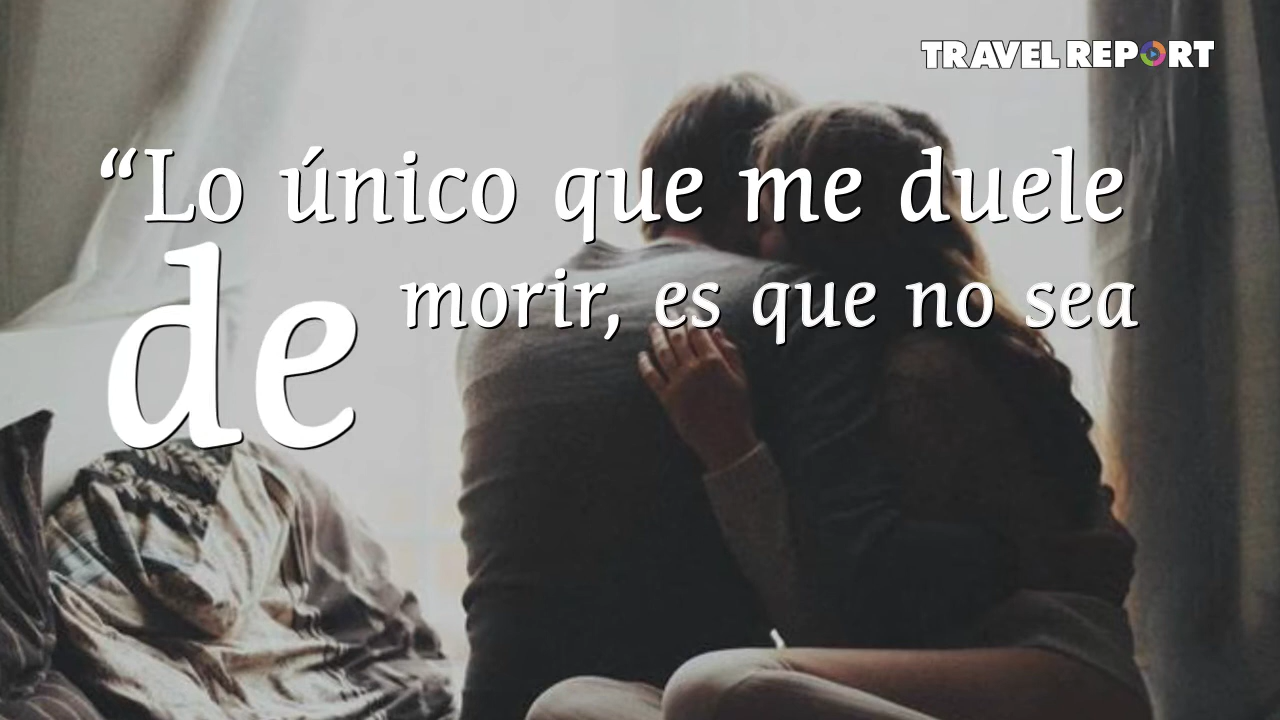 TRAVEL REPORT
“Lo único que me duele
de morir, es que no sea